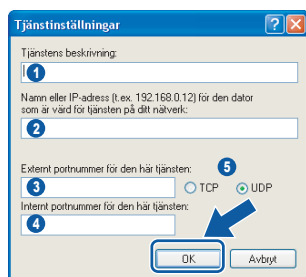 Tjänstinställningar
Tjänstens beskrivning:
1
Namn eller IP-adress (t.ex. 192.168.0.12) för den dator
som är värd för tjänsten på ditt nätverk:
2
Externt portnummer för den här tjänsten:
5
3
TCP
UDP
Internt portnummer för den här tjänsten:
4
OK
Avbryt